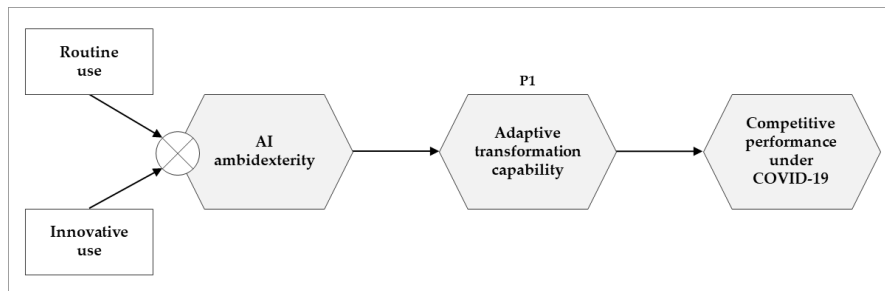 Routine
use
P1
AI
ambidexterity
Adaptive
transformation
capability
Competitive
performance
under
COVID-19
Innovative
use